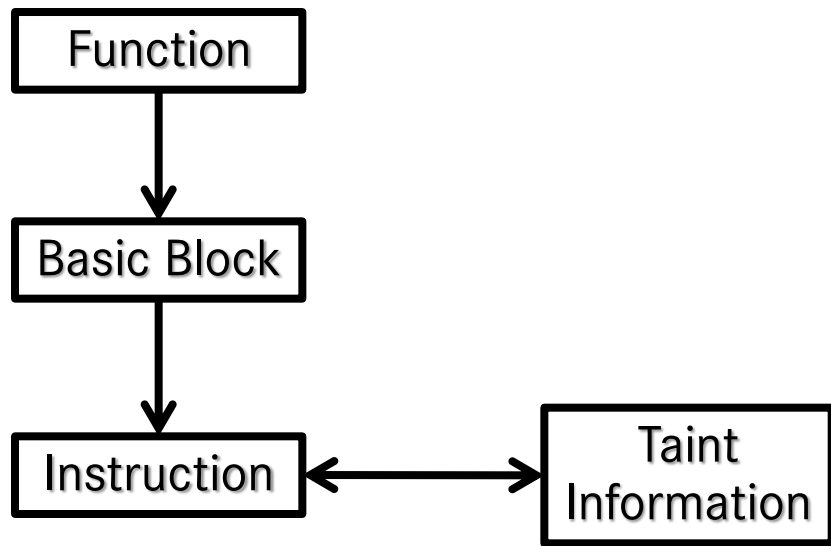 Function
Basic Block
Instruction
Taint
Information